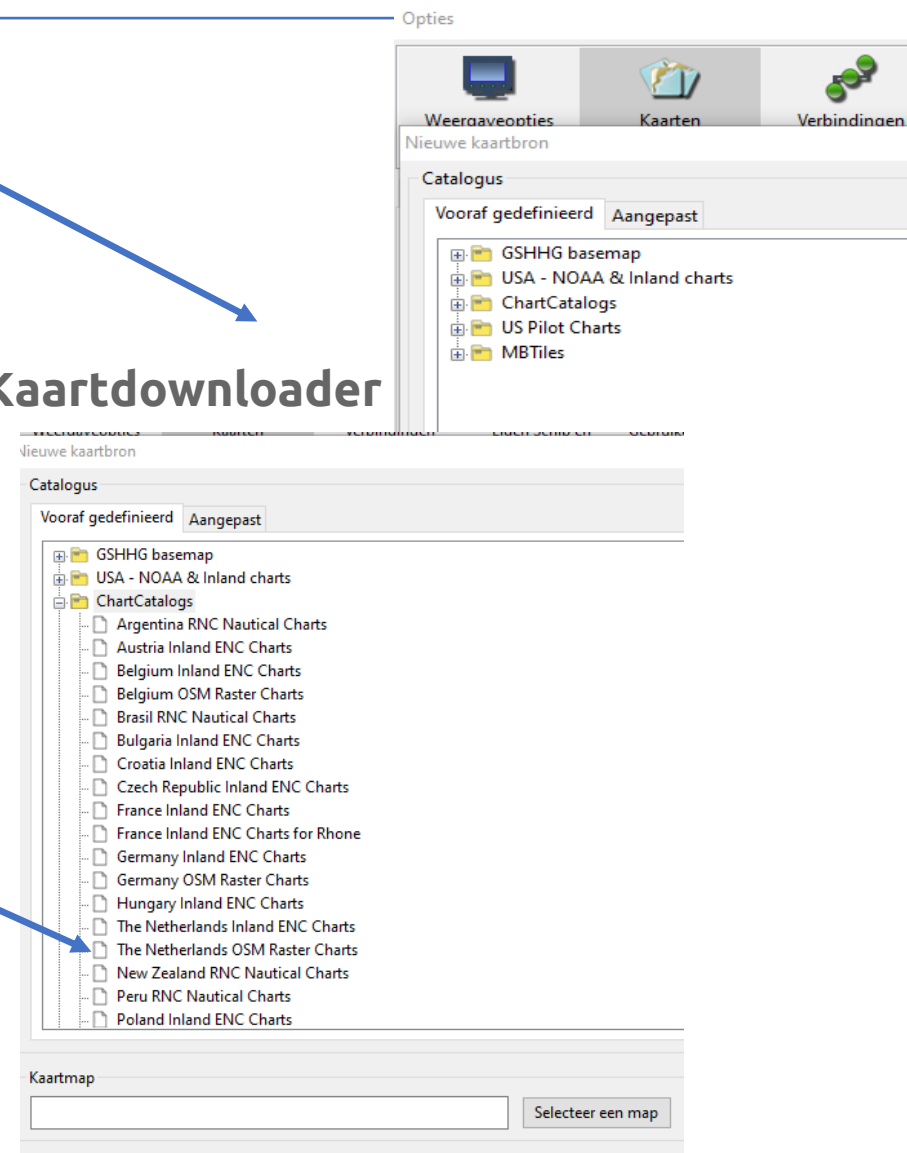 Opties
Weergaveopties Kaarten Verbindingen
Nieuwe kaartbron
Catalogus
Vooraf gedefinieerd Aangepast
GSHHG basemap
USA - NOAA & Inland charts
ChartCatalogs
US Pilot Charts
MBTiles
Kaartdownloader
Nieuwe kaartbron
Catalogus
Vooraf gedefinieerd Aangepast
GSHHG basemap
USA - NOAA & Inland charts
ChartCatalogs
Argentina RNC Nautical Charts
Austria Inland ENC Charts
Belgium Inland ENC Charts
Belgium OSM Raster Charts
Brasil RNC Nautical Charts
Bulgaria Inland ENC Charts
Croatia Inland ENC Charts
Czech Republic Inland ENC Charts
France Inland ENC Charts
France Inland ENC Charts for Rhone
Germany Inland ENC Charts
Germany OSM Raster Charts
Hungary Inland ENC Charts
The Netherlands Inland ENC Charts
The Netherlands OSM Raster Charts
New Zealand RNC Nautical Charts
Peru RNC Nautical Charts
Poland Inland ENC Charts
Kaartmap
Selecteer een map